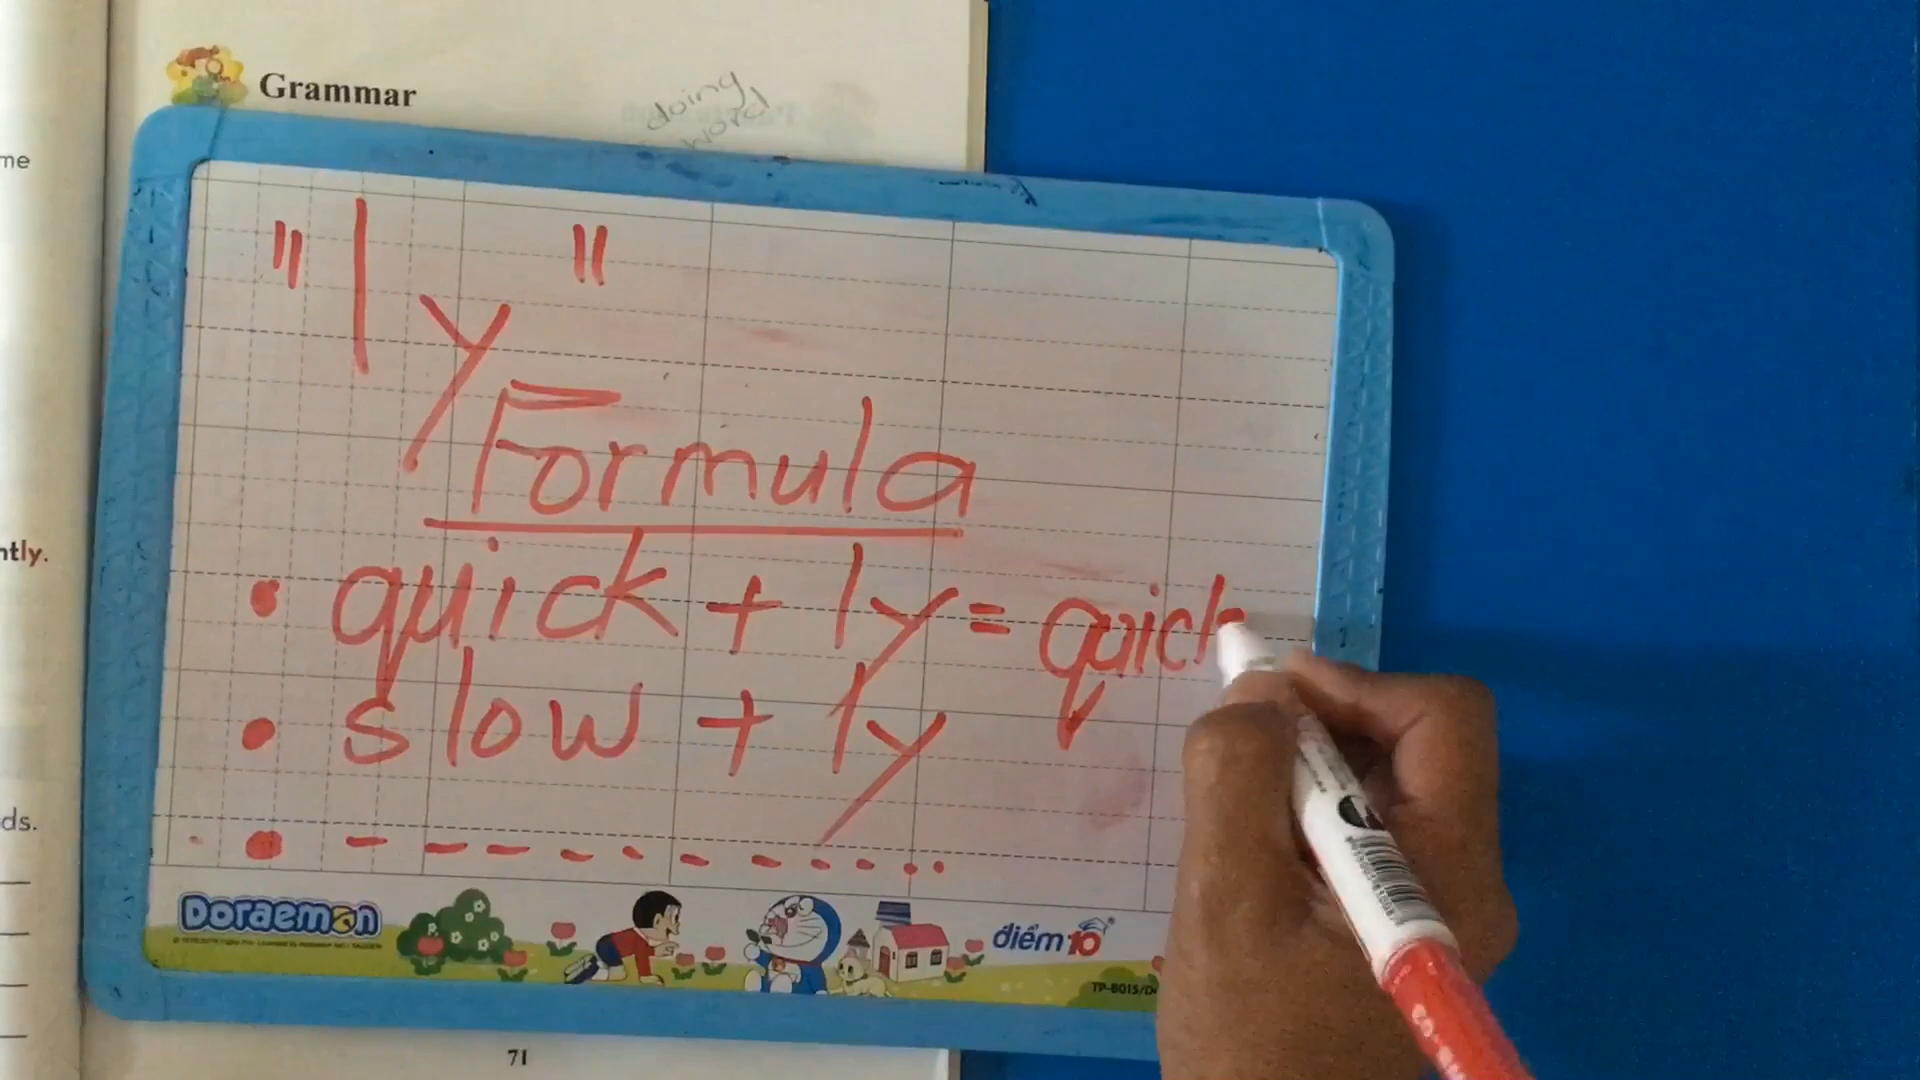 Grammar
doing
word
me
"ly"
Formula
• quick + ly = quick
ntly.
• slow + ly
ds.
• - - - - - - - - - -
Doraemon
điểm 10
71